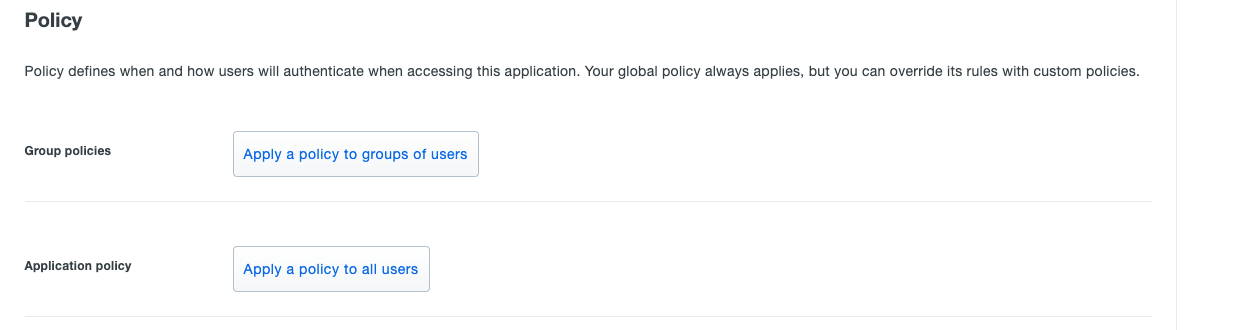 Policy
Policy defines when and how users will authenticate when accessing this application. Your global policy always applies, but you can override its rules with custom policies.
Group policies
Apply a policy to groups of users
Application policy
Apply a policy to all users